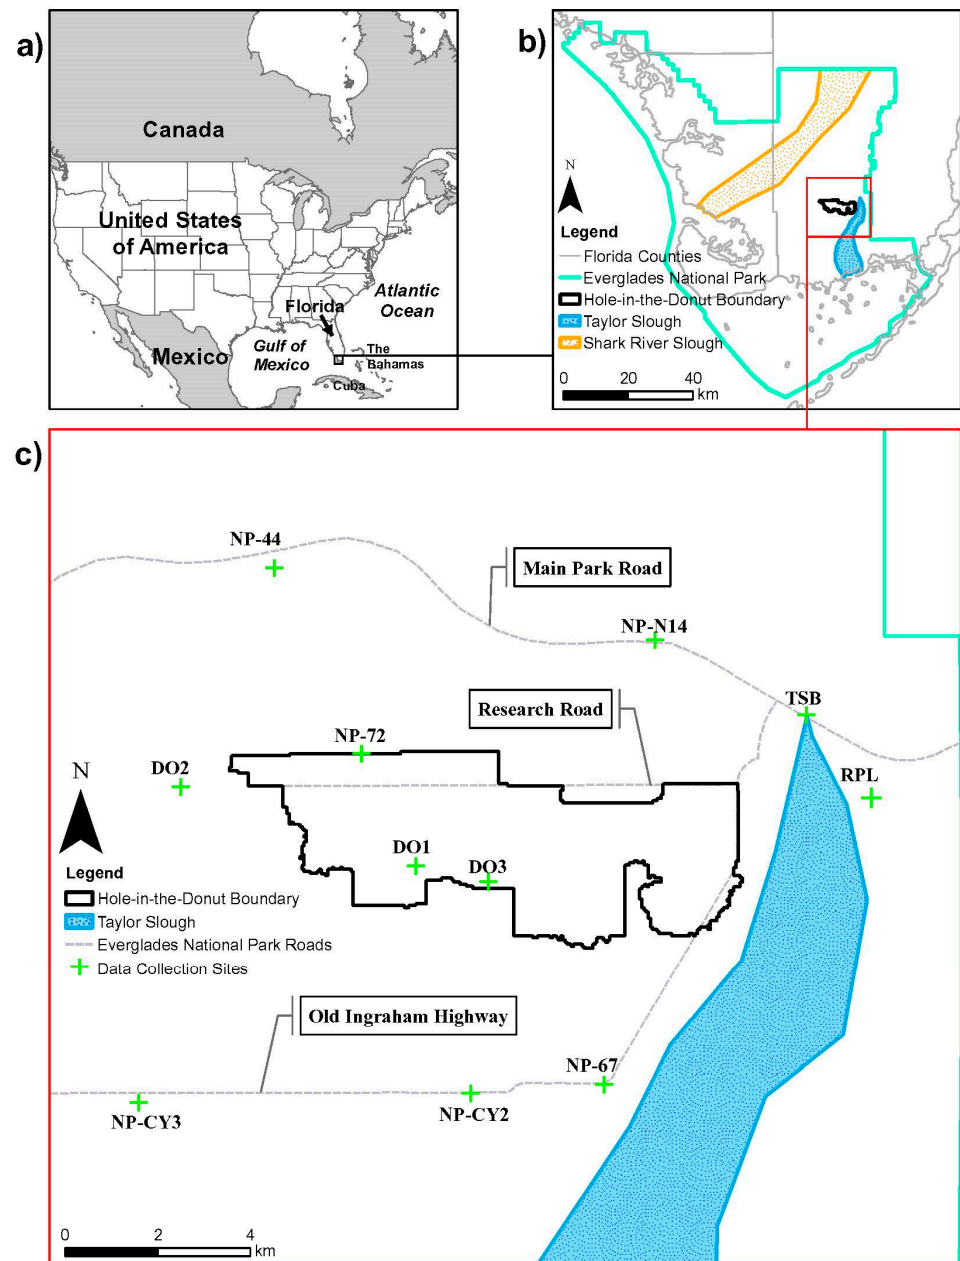 a)
Canada
United States
of America
Mexico
Florida
Gulf of
Mexico
Atlantic
Ocean
The
Bahamas
Cuba
b)
N
Legend
Florida Counties
Everglades National Park
Hole-in-the-Donut Boundary
Taylor Slough
Shark River Slough
0 20 40
km
c)
NP-44
Main Park Road
NP-N14
Research Road
TSB
NP-72
DO2
RPL
N
DO1
DO3
Legend
Hole-in-the-Donut Boundary
Taylor Slough
Everglades National Park Roads
Data Collection Sites
Old Ingraham Highway
NP-67
NP-CY3
NP-CY2
0 2 4
km